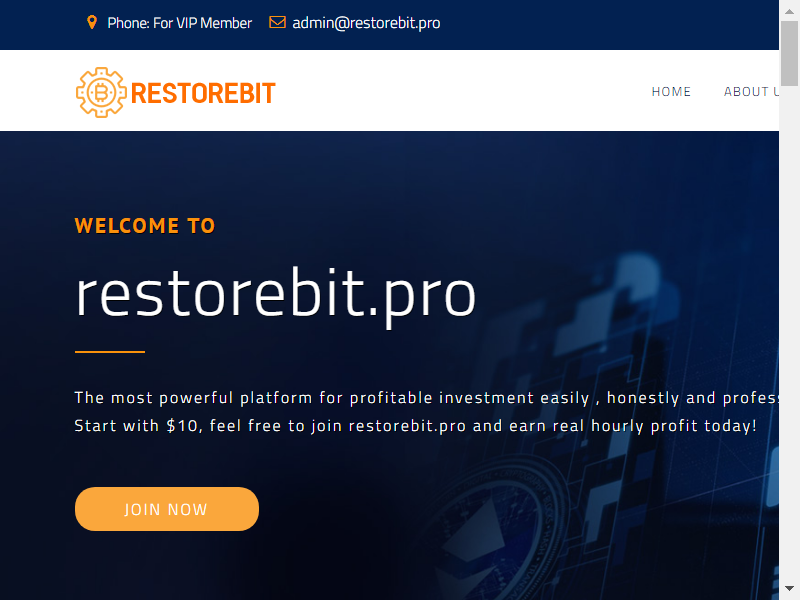 Phone: For VIP Member admin@restorebit.pro
RESTOREBIT
HOME ABOUT U
WELCOME TO
restorebit.pro
The most powerful platform for profitable investment easily , honestly and profes
Start with $10, feel free to join restorebit.pro and earn real hourly profit today!
JOIN NOW